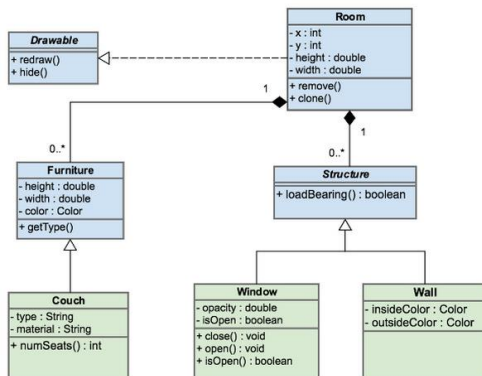 Drawable
+ redraw()
+ hide()
Room
- x : int
- y : int
- height : double
- width : double
+ remove()
+ clone()
1
1
0..*
0..*
Furniture
- height : double
- width : double
- color : Color
+ getType()
Structure
+ loadBearing() : boolean
Couch
- type : String
- material : String
+ numSeats() : int
Window
- opacity : double
- isOpen : boolean
+ close() : void
+ open() : void
+ isOpen() : boolean
Wall
- insideColor : Color
- outsideColor : Color